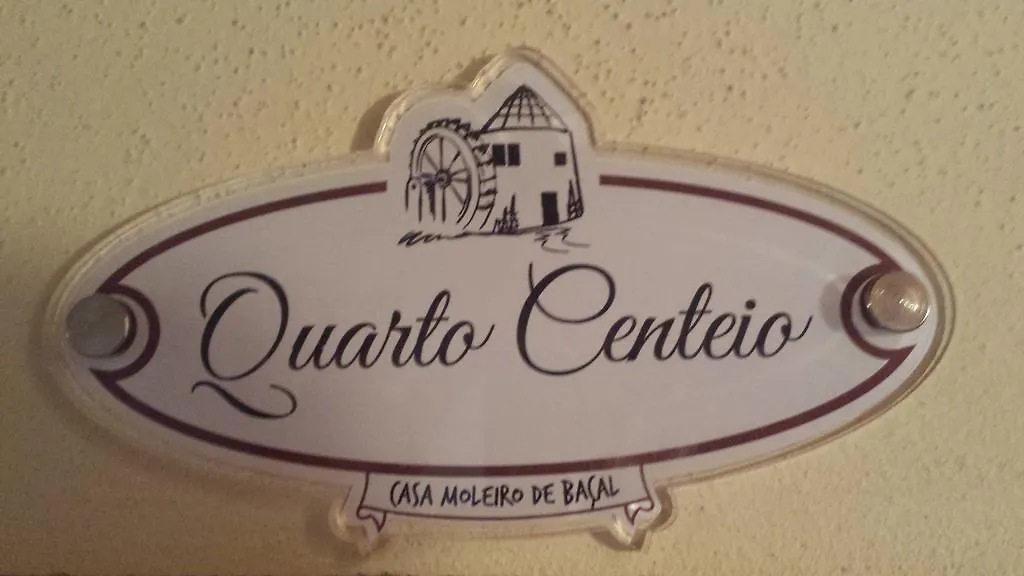 Quarto Centeio
CASA MOLEIRO DE BAÇAL